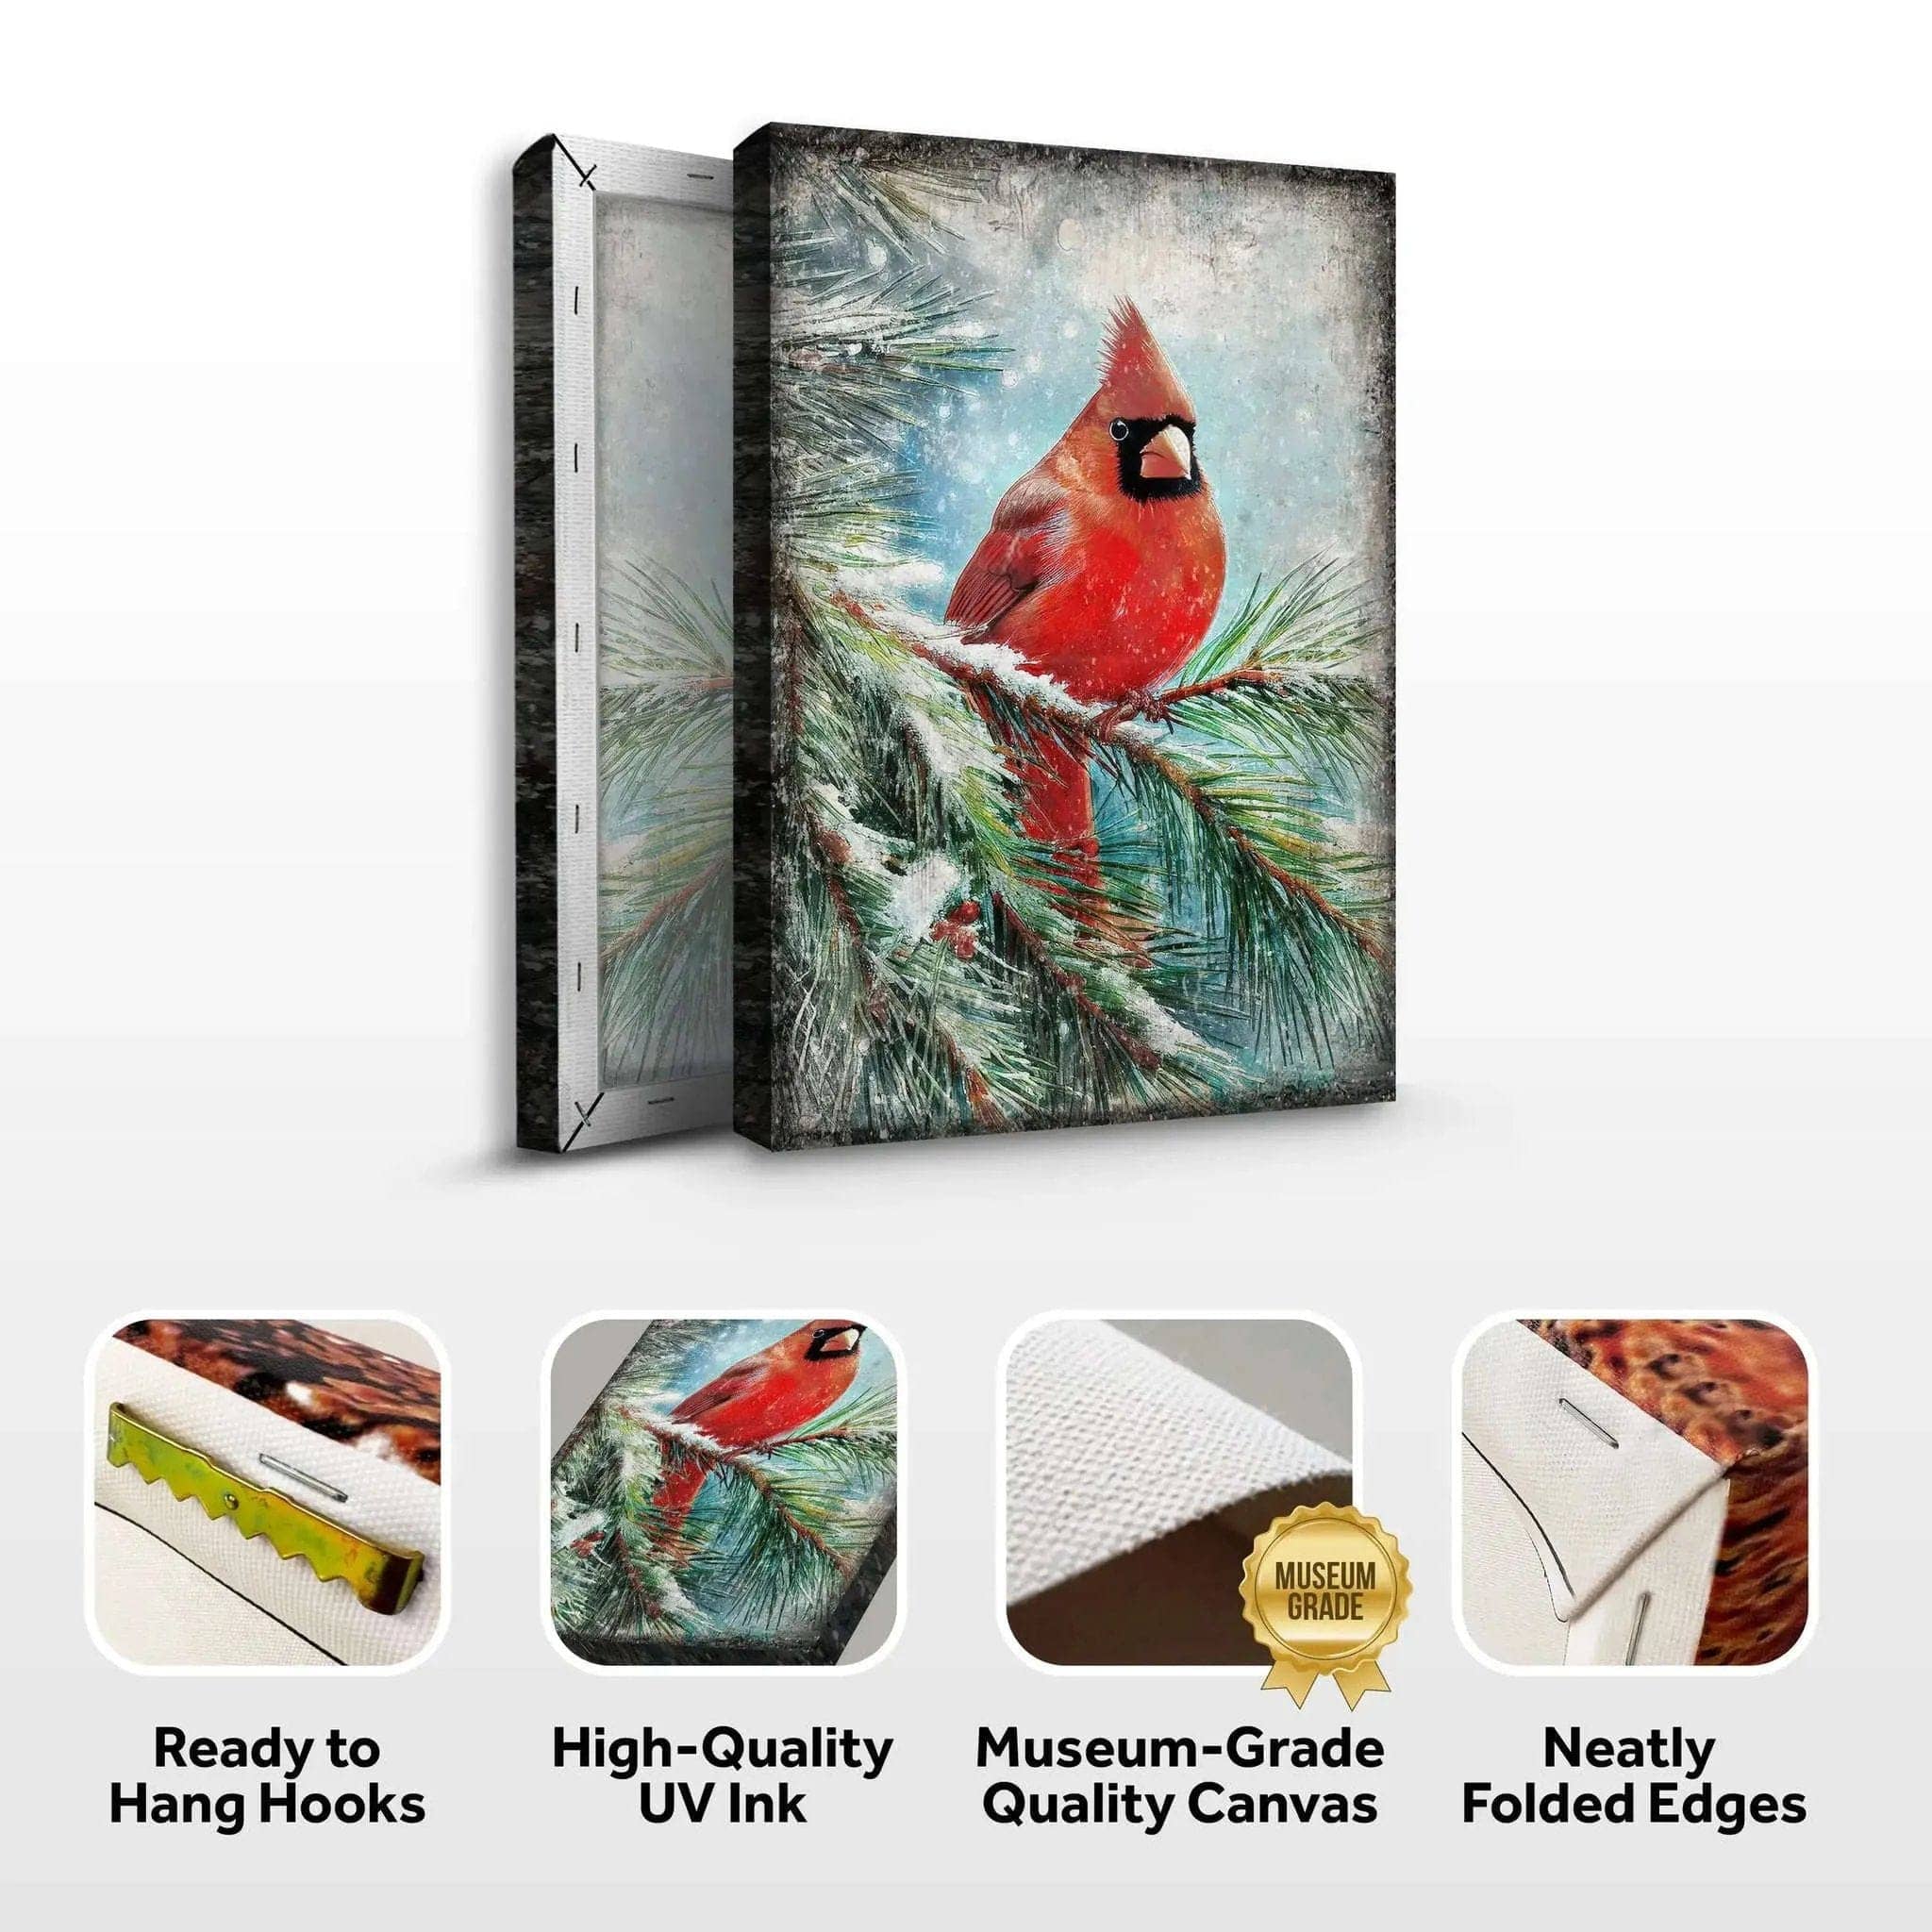 MUSEUM
GRADE
Ready to
Hang Hooks
High-Quality
UV Ink
Museum-Grade
Quality Canvas
Neatly
Folded Edges